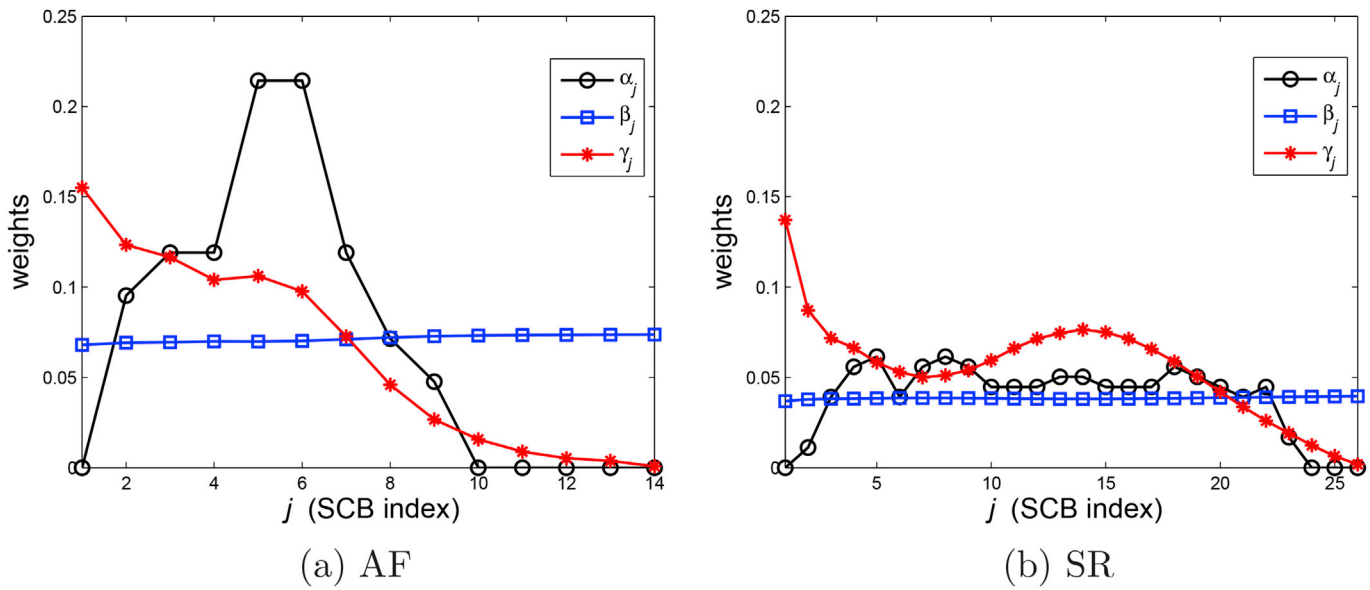 0.25
0.2
0.15
0.1
0.05
0
weights
α_j
β_j
γ_j
2 4 6 8 10 12 14
j (SCB index)
(a) AF
0.25
0.2
0.15
0.1
0.05
0
weights
α_j
β_j
γ_j
5 10 15 20 25
j (SCB index)
(b) SR